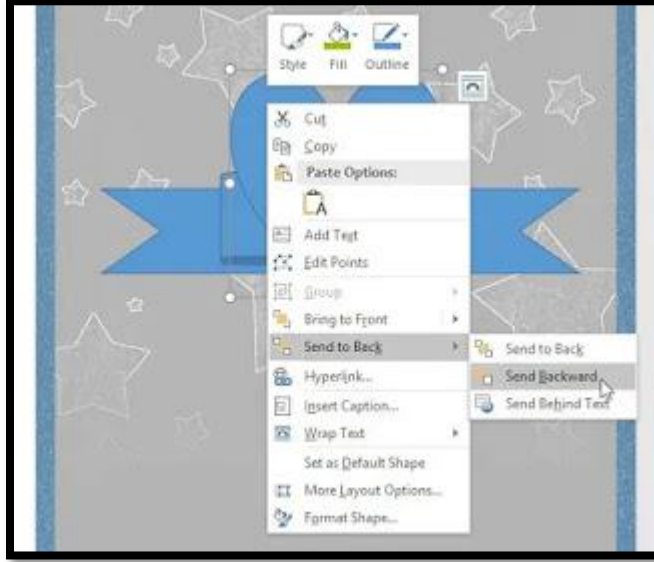 Style Fill Outline
Cut
Copy
Paste Options:
A
Add Text
Edit Points
Group
Bring to Front
Send to Back
Send to Back
Send Backward
Send Behind Text
Hyperlink...
Insert Caption...
Wrap Text
Set as Default Shape
More Layout Options...
Format Shape...